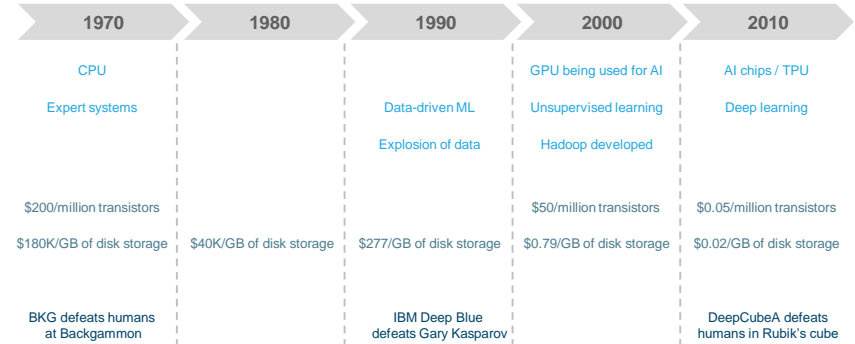 1970 1980 1990 2000 2010
CPU GPU being used for AI AI chips / TPU
Expert systems Data-driven ML Unsupervised learning Deep learning
Explosion of data Hadoop developed
$200/million transistors $50/million transistors $0.05/million transistors
$180K/GB of disk storage $40K/GB of disk storage $277/GB of disk storage $0.79/GB of disk storage $0.02/GB of disk storage
BKG defeats humans IBM Deep Blue DeepCubeA defeats
at Backgammon defeats Gary Kasparov humans in Rubik's cube